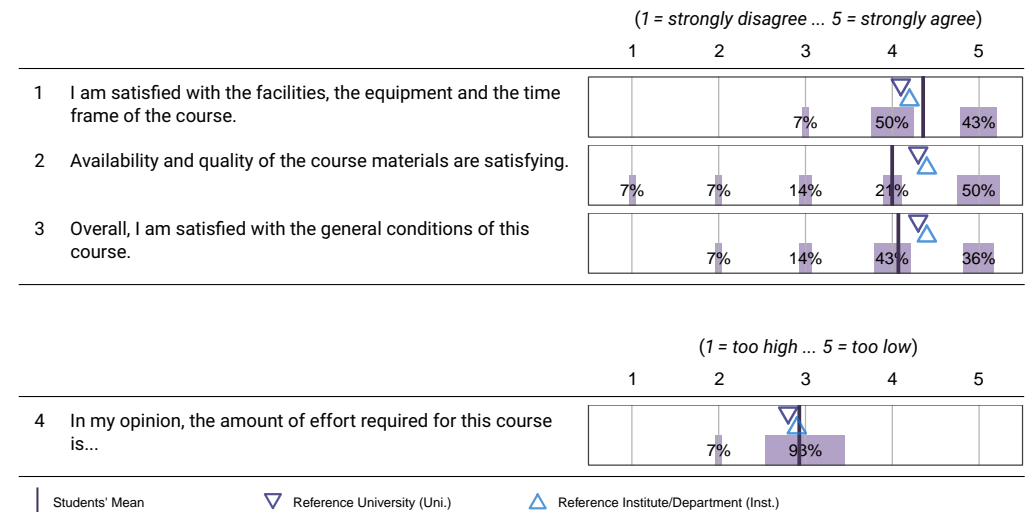 (1 = strongly disagree ... 5 = strongly agree)
1 2 3 4 5
1 I am satisfied with the facilities, the equipment and the time
frame of the course.
7% 50% 43%
2 Availability and quality of the course materials are satisfying.
7% 7% 14% 21% 50%
3 Overall, I am satisfied with the general conditions of this
course.
7% 14% 43% 36%
(1 = too high ... 5 = too low)
1 2 3 4 5
4 In my opinion, the amount of effort required for this course
is...
7% 93%
Students' Mean Reference University (Uni.) Reference Institute/Department (Inst.)